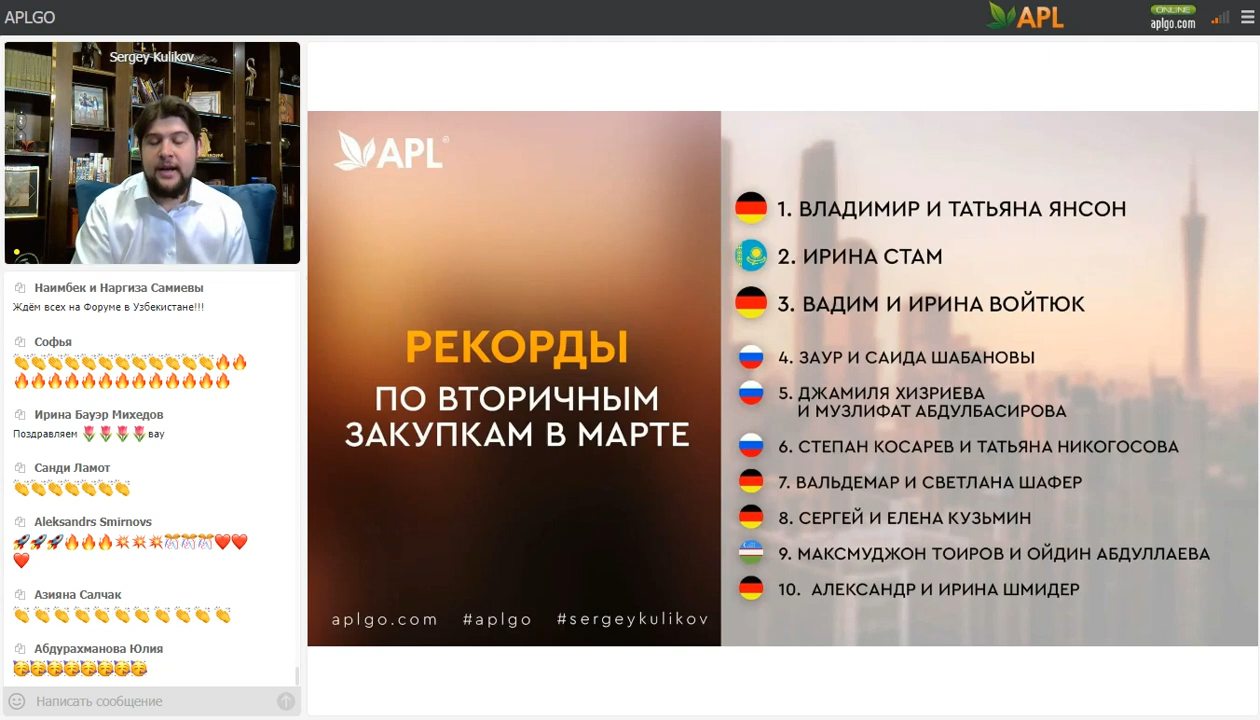 APLGO
APL
ONLINE
aplgo.com
Sergey Kulikov
Наимбек и Наргиза Самиевы
Ждём всех на Форуме в Узбекистане!!!
Софья
👏👏👏👏👏👏👏👏👏👏👏👏🔥🔥
🔥🔥🔥🔥🔥🔥🔥🔥🔥🔥🔥🔥🔥
Ирина Бауэр Михедов
Поздравляем 🌷🌷🌷🌷вау
Санди Ламот
👏👏👏👏👏👏👏
Aleksandrs Smirnovs
🚀🚀🚀🔥🔥🔥💥💥💥🎊🎊🎊❤️❤️
❤️
Азияна Салчак
👏 👏 👏 👏 👏 👏 👏 👏 👏 👏 👏
Абдурахманова Юлия
🥳🥳🥳🥳🥳🥳🥳🥳
Написать сообщение
APL®
РЕКОРДЫ
ПО ВТОРИЧНЫМ
ЗАКУПКАМ В МАРТЕ
aplgo.com #aplgo #sergeykulikov
1. ВЛАДИМИР И ТАТЬЯНА ЯНСОН
2. ИРИНА СТАМ
3. ВАДИМ И ИРИНА ВОЙТЮК
4. ЗАУР И САИДА ШАБАНОВЫ
5. ДЖАМИЛЯ ХИЗРИЕВА
И МУЗЛИФАТ АБДУЛБАСИРОВА
6. СТЕПАН КОСАРЕВ И ТАТЬЯНА НИКОГОСОВА
7. ВАЛЬДЕМАР И СВЕТЛАНА ШАФЕР
8. СЕРГЕЙ И ЕЛЕНА КУЗЬМИН
9. МАКСМУДЖОН ТОИРОВ И ОЙДИН АБДУЛЛАЕВА
10. АЛЕКСАНДР И ИРИНА ШМИДЕР